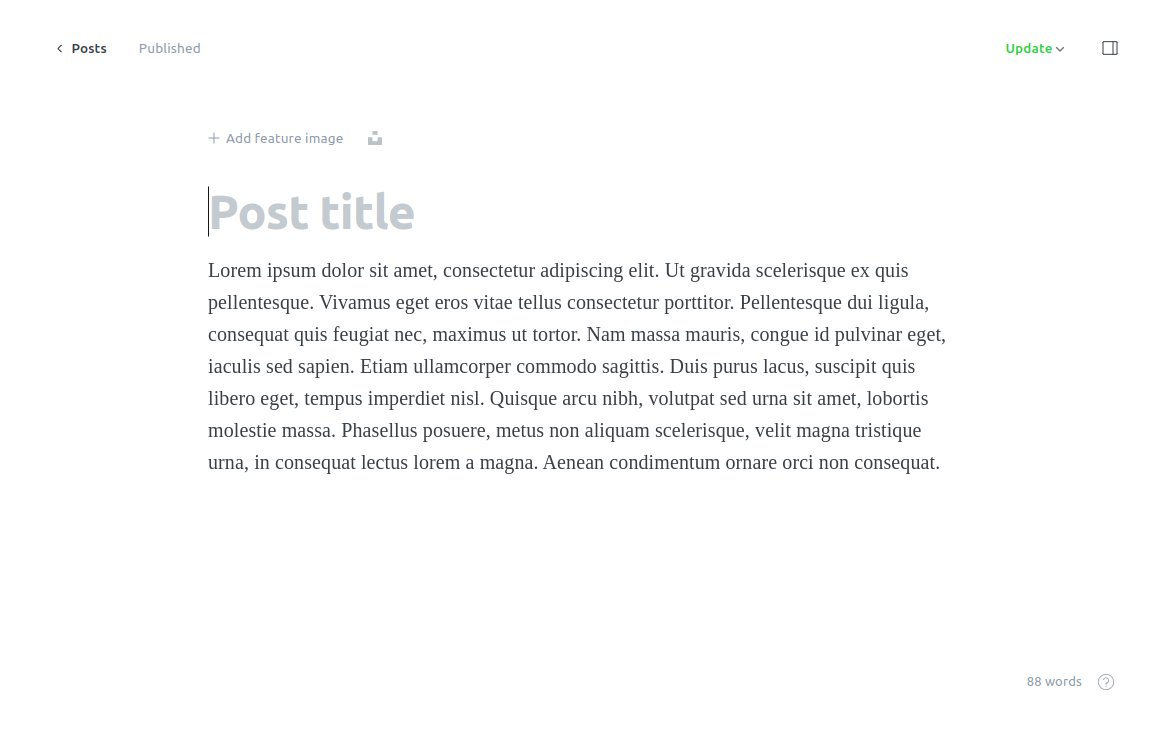 Posts
Published
Update
Add feature image
Post title
Lorem ipsum dolor sit amet, consectetur adipiscing elit. Ut gravida scelerisque ex quis
pellentesque. Vivamus eget eros vitae tellus consectetur porttitor. Pellentesque dui ligula,
consequat quis feugiat nec, maximus ut tortor. Nam massa mauris, congue id pulvinar eget,
iaculis sed sapien. Etiam ullamcorper commodo sagittis. Duis purus lacus, suscipit quis
libero eget, tempus imperdiet nisl. Quisque arcu nibh, volutpat sed urna sit amet, lobortis
molestie massa. Phasellus posuere, metus non aliquam scelerisque, velit magna tristique
urna, in consequat lectus lorem a magna. Aenean condimentum ornare orci non consequat.
88 words
?